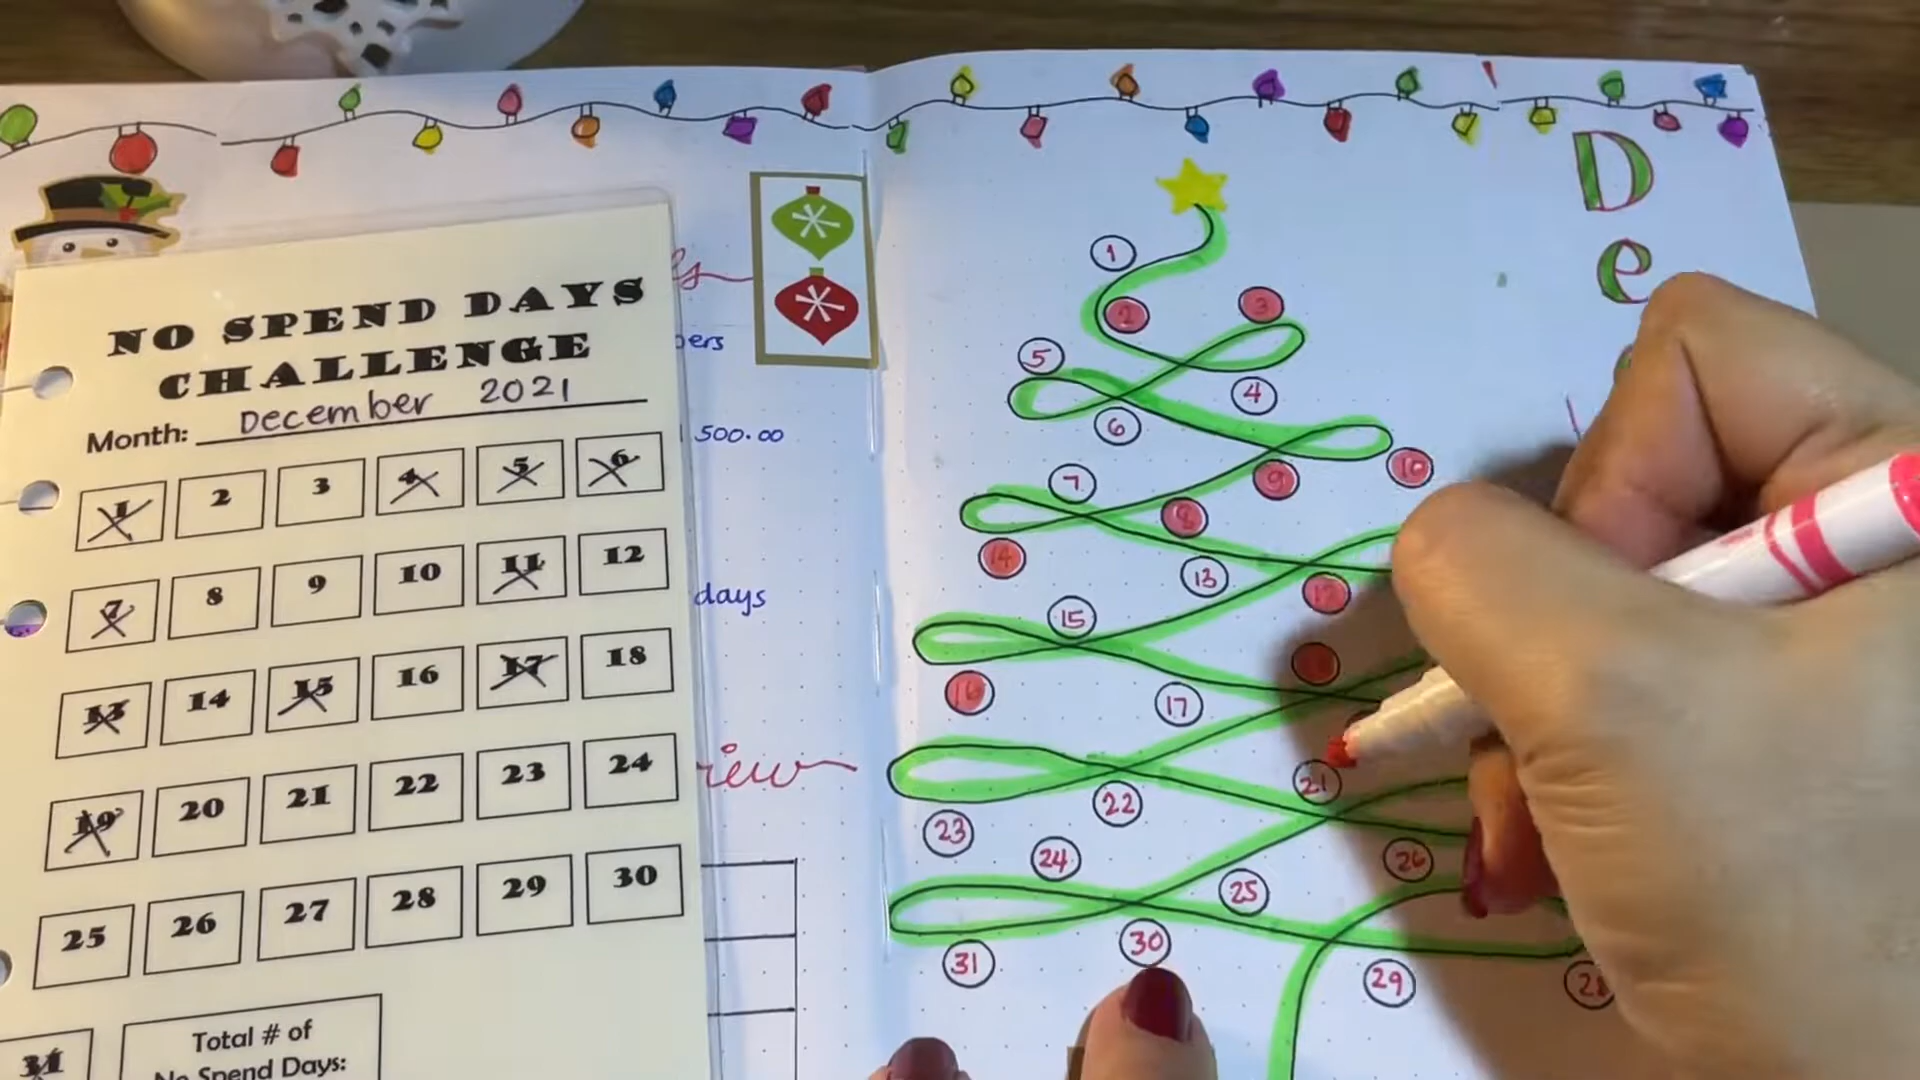 NO SPEND DAYS
CHALLENGE
Month: December 2021
1 2 3 4 5 6
7 8 9 10 11 12
13 14 15 16 17 18
19 20 21 22 23 24
25 26 27 28 29 30
31
Total # of
No Spend Days:
500.00
days
D
e
1
2 3
5 4
6
7 8 9 10
14 13 12
15
16 17
21
22
23
24 25 26
30
31 29 28